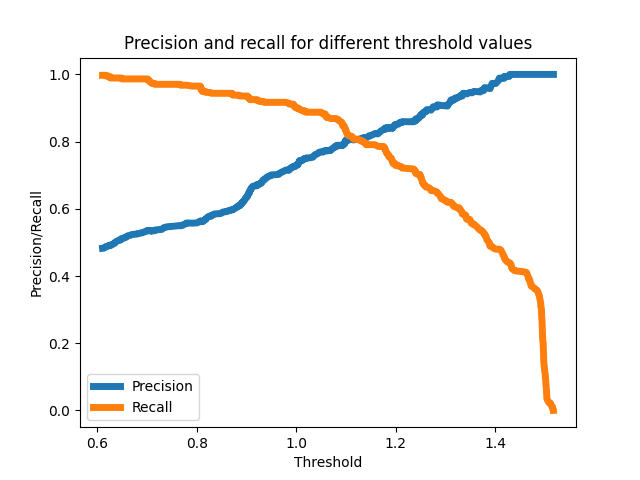 Precision and recall for different threshold values
Precision/Recall
1.0
0.8
0.6
0.4
0.2
0.0
Precision
Recall
0.6 0.8 1.0 1.2 1.4
Threshold